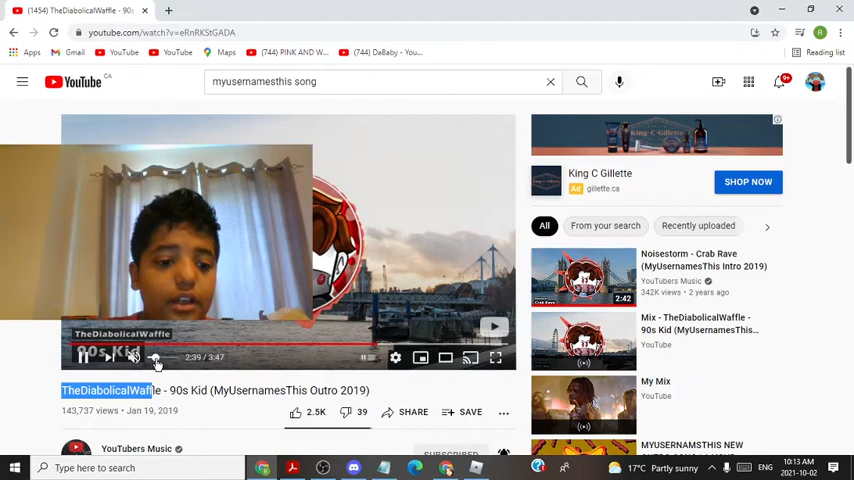 (1454) TheDiabolicalWaffle - 90s
youtube.com/watch?v=eRnRKStGADA
Apps
Gmail
YouTube
YouTube
Maps
(744) PINK AND W...
(744) DaBaby - You...
Reading list
YouTube CA
myusernamesthis song
9+
King C Gillette
Ad gillette.ca
SHOP NOW
All
From your search
Recently uploaded
Noisestorm - Crab Rave
(MyUsernamesThis Intro 2019)
YouTubers Music
342K views • 2 years ago
Crab Rave
2:42
Mix - TheDiabolicalWaffle -
90s Kid (MyUsernamesThis...
YouTube
My Mix
YouTube
MYUSERNAMSTHIS NEW
TheDiabolicalWaffle
90s Kid
2:39 / 3:47
TheDiabolicalWaffle - 90s Kid (MyUsernamesThis Outro 2019)
143,737 views • Jan 19, 2019
2.5K
39
SHARE
SAVE
YouTubers Music
SUBSCRIBED
Type here to search
17°C Partly sunny
ENG
10:13 AM
2021-10-02